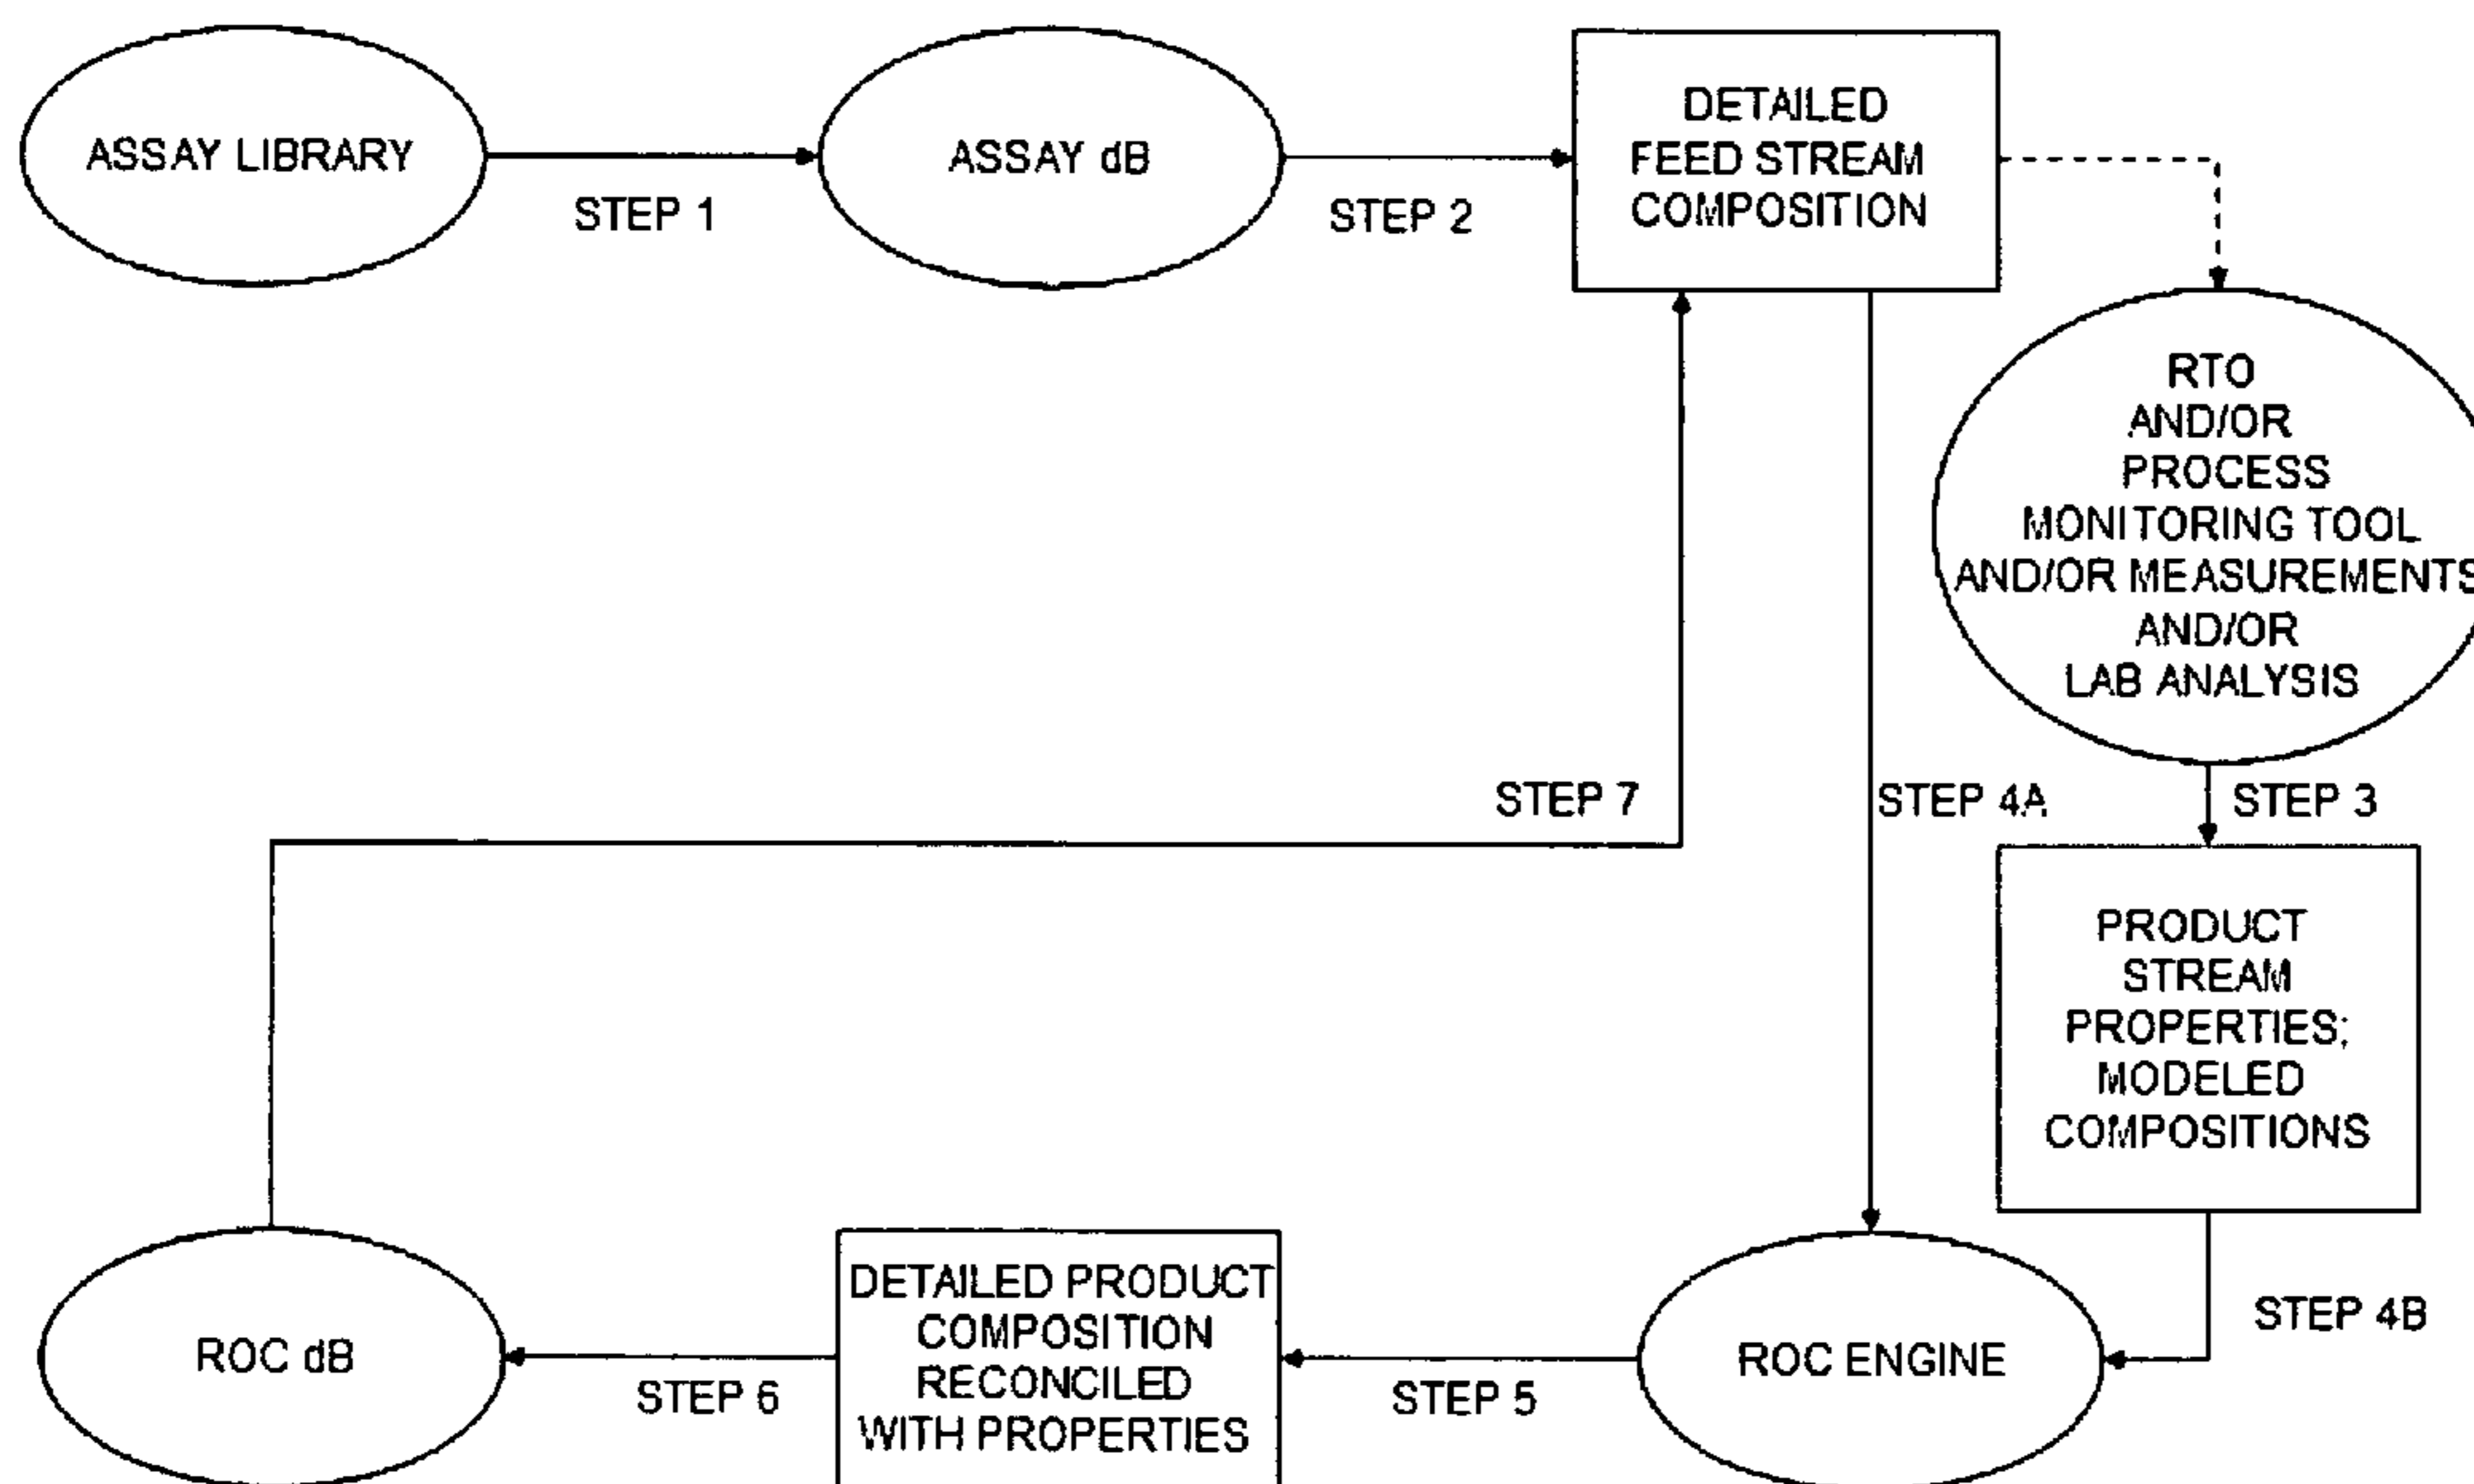 ASSAY LIBRARY
STEP 1
ASSAY dB
STEP 2
DETAILED
FEED STREAM
COMPOSITION
RTO
AND/OR
PROCESS
MONITORING TOOL
AND/OR MEASUREMENTS
AND/OR
LAB ANALYSIS
STEP 7
STEP 4A
STEP 3
PRODUCT
STREAM
PROPERTIES;
MODELED
COMPOSITIONS
STEP 4B
ROC ENGINE
STEP 5
DETAILED PRODUCT
COMPOSITION
RECONCILED
WITH PROPERTIES
STEP 6
ROC dB